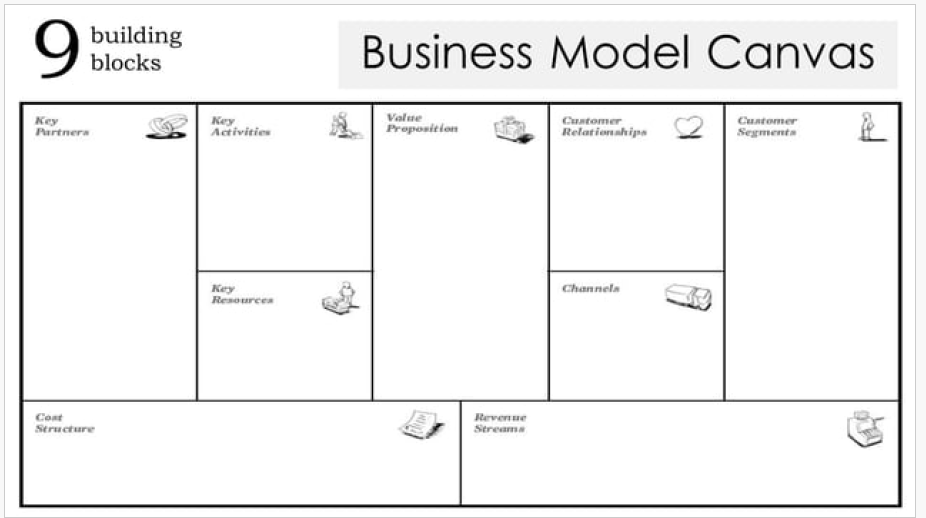 9 building
blocks
Business Model Canvas
Key
Partners
Key
Activities
Value
Proposition
Customer
Relationships
Customer
Segments
Key
Resources
Channels
Cost
Structure
Revenue
Streams